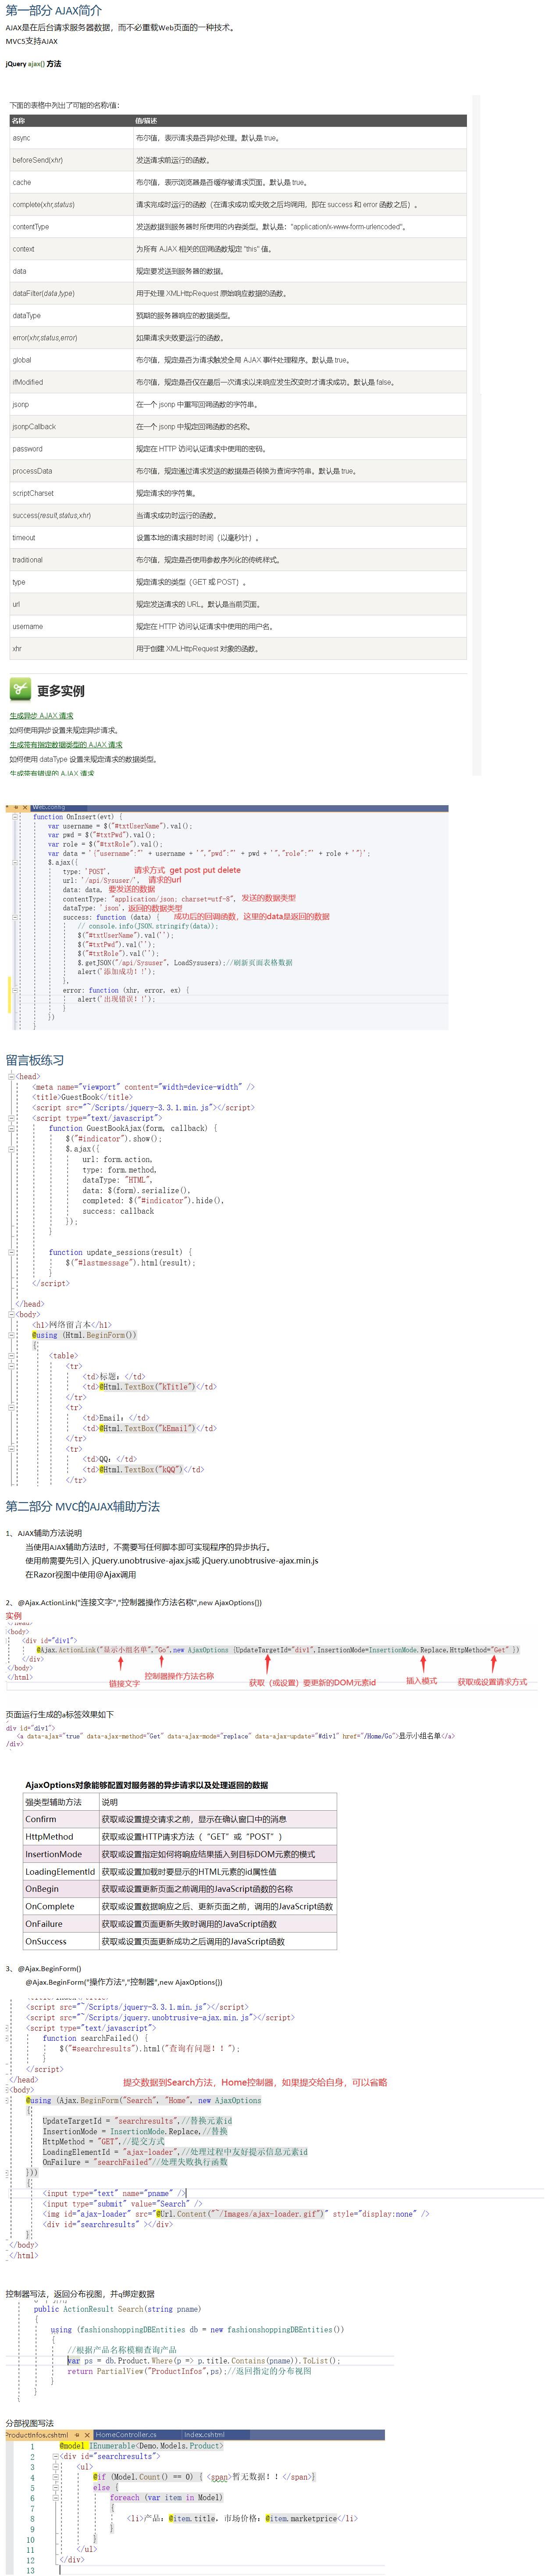 第一部分 AJAX简介
AJAX是在后台请求服务器数据，而不必重载Web页面的一种技术。
MVC5支持AJAX
jQuery ajax() 方法
下面的表格中列出了可能的名称/值：
名称 值/描述
async 布尔值，表示请求是否异步处理。默认是 true。
beforeSend(xhr) 发送请求前运行的函数。
cache 布尔值，表示浏览器是否缓存被请求页面。默认是 true。
complete(xhr,status) 请求完成时运行的函数（在请求成功或失败之后均调用，即在 success 和 error 函数之后）。
contentType 发送数据到服务器时所使用的内容类型。默认是："application/x-www-form-urlencoded"。
context 为所有 AJAX 相关的回调函数规定 "this" 值。
data 规定要发送到服务器的数据。
dataFilter(data,type) 用于处理 XMLHttpRequest 原始响应数据的函数。
dataType 预期的服务器响应的数据类型。
error(xhr,status,error) 如果请求失败要运行的函数。
global 布尔值，规定是否为请求触发全局 AJAX 事件处理程序。默认是 true。
ifModified 布尔值，规定是否仅在最后一次请求以来响应发生改变时才请求成功。默认是 false。
jsonp 在一个 jsonp 中重写回调函数的字符串。
jsonpCallback 在一个 jsonp 中规定回调函数的名称。
password 规定在 HTTP 访问认证请求中使用的密码。
processData 布尔值，规定通过请求发送的数据是否转换为查询字符串。默认是 true。
scriptCharset 规定请求的字符集。
success(result,status,xhr) 当请求成功时运行的函数。
timeout 设置本地的请求超时时间（以毫秒计）。
traditional 布尔值，规定是否使用参数序列化的传统样式。
type 规定请求的类型（GET 或 POST）。
url 规定发送请求的 URL。默认是当前页面。
username 规定在 HTTP 访问认证请求中使用的用户名。
xhr 用于创建 XMLHttpRequest 对象的函数。
更多实例
生成异步 AJAX 请求
如何使用异步设置来规定异步请求。
生成带有指定数据类型的 AJAX 请求
如何使用 dataType 设置来规定请求的数据类型。
生成带有错误的 AJAX 请求
Web.config
function OnInsert(evt) {
var username = $("#txtUserName").val();
var pwd = $("#txtPwd").val();
var role = $("#txtRole").val();
var data = '{"username":"' + username + '","pwd":"' + pwd + '","role":"' + role + '"}';
$.ajax({
type: 'POST', 请求方式 get post put delete
url: '/api/Sysuser/', 请求的url
data: data, 要发送的数据
contentType: "application/json; charset=utf-8", 发送的数据类型
dataType: 'json', 返回的数据类型
success: function (data) { 成功后的回调函数，这里的data是返回的数据
// console.info(JSON.stringify(data));
$("#txtUserName").val('');
$("#txtPwd").val('');
$("#txtRole").val('');
$.getJSON("/api/Sysuser", LoadSysusers);//刷新页面表格数据
alert('添加成功！');
},
error: function (xhr, error, ex) {
alert('出现错误！');
}
})
}
留言板练习
<head>
<meta name="viewport" content="width=device-width" />
<title>GuestBook</title>
<script src="~/Scripts/jquery-3.3.1.min.js"></script>
<script type="text/javascript">
function GuestBookAjax(form, callback) {
$("#indicator").show();
$.ajax({
url: form.action,
type: form.method,
dataType: "HTML",
data: $(form).serialize(),
completed: $("#indicator").hide(),
success: callback
});
}
function update_sessions(result) {
$("#lastmessage").html(result);
}
</script>
</head>
<body>
<h1>网络留言本</h1>
@using (Html.BeginForm())
{
<table>
<tr>
<td>标题：</td>
<td>@Html.TextBox("kTitle")</td>
</tr>
<tr>
<td>Email：</td>
<td>@Html.TextBox("kEmail")</td>
</tr>
<tr>
<td>QQ：</td>
<td>@Html.TextBox("kQQ")</td>
</tr>
第二部分 MVC的AJAX辅助方法
1、 AJAX辅助方法说明
当使用AJAX辅助方法时，不需要写任何脚本即可实现程序的异步执行。
使用前需要先引入 jQuery.unobtrusive-ajax.js或 jQuery.unobtrusive-ajax.min.js
在Razor视图中使用@Ajax调用
2、 @Ajax.ActionLink("连接文字","控制器操作方法名称",new AjaxOptions{})
实例
</head>
<body>
<div id="div1">
@Ajax.ActionLink("显示小组名单","Go",new AjaxOptions {UpdateTargetId="div1",InsertionMode=InsertionMode.Replace,HttpMethod="Get" })
</div>
</body>
</html>
链接文字 控制器操作方法名称 获取（或设置）要更新的DOM元素id 插入模式 获取或设置请求方式
页面运行生成的a标签效果如下
div id="div1">
<a data-ajax="true" data-ajax-method="Get" data-ajax-mode="replace" data-ajax-update="#div1" href="/Home/Go">显示小组名单</a>
/div>
AjaxOptions对象能够配置对服务器的异步请求以及处理返回的数据
强类型辅助方法 说明
Confirm 获取或设置提交请求之前，显示在确认窗口中的消息
HttpMethod 获取或设置HTTP请求方法（“GET”或“POST”）
InsertionMode 获取或设置指定如何将响应结果插入到目标DOM元素的模式
LoadingElementId 获取或设置加载时要显示的HTML元素的id属性值
OnBegin 获取或设置更新页面之前调用的JavaScript函数的名称
OnComplete 获取或设置数据响应之后、更新页面之前，调用的JavaScript函数
OnFailure 获取或设置页面更新失败时调用的JavaScript函数
OnSuccess 获取或设置页面更新成功之后调用的JavaScript函数
3、 @Ajax.BeginForm()
@Ajax.BeginForm("操作方法","控制器",new AjaxOptions{})
<script src="~/Scripts/jquery-3.3.1.min.js"></script>
<script src="~/Scripts/jquery.unobtrusive-ajax.min.js"></script>
<script type="text/javascript">
function searchFailed() {
$("#searchresults").html("查询有问题！！");
}
</script>
</head> 提交数据到Search方法，Home控制器，如果提交给自身，可以省略
<body>
@using (Ajax.BeginForm("Search", "Home", new AjaxOptions
{
UpdateTargetId = "searchresults",//替换元素id
InsertionMode = InsertionMode.Replace,//替换
HttpMethod = "GET",//提交方式
LoadingElementId = "ajax-loader",//处理过程中友好提示信息元素id
OnFailure = "searchFailed"//处理失败执行函数
}))
{
<input type="text" name="pname" />
<input type="submit" value="Search" />
<img id="ajax-loader" src="@Url.Content("~/Images/ajax-loader.gif")" style="display:none" />
<div id="searchresults" ></div>
}
</body>
</html>
控制器写法，返回分布视图，并q绑定数据
public ActionResult Search(string pname)
{
using (fashionshoppingDBEntities db = new fashionshoppingDBEntities())
{
//根据产品名称模糊查询产品
var ps = db.Product.Where(p => p.title.Contains(pname)).ToList();
return PartialView("ProductInfos",ps);//返回指定的分布视图
}
}
分部视图写法
ProductInfos.cshtml HomeController.cs Index.cshtml
1 @model IEnumerable<Demo.Models.Product>
2 <div id="searchresults">
3 <ul>
4 @if (Model.Count() == 0) { <span>暂无数据！！</span>}
5 else {
6 foreach (var item in Model)
7 {
8 <li>产品：@item.title，市场价格：@item.marketprice</li>
9 }
10 }
11 </ul>
12 </div>
13